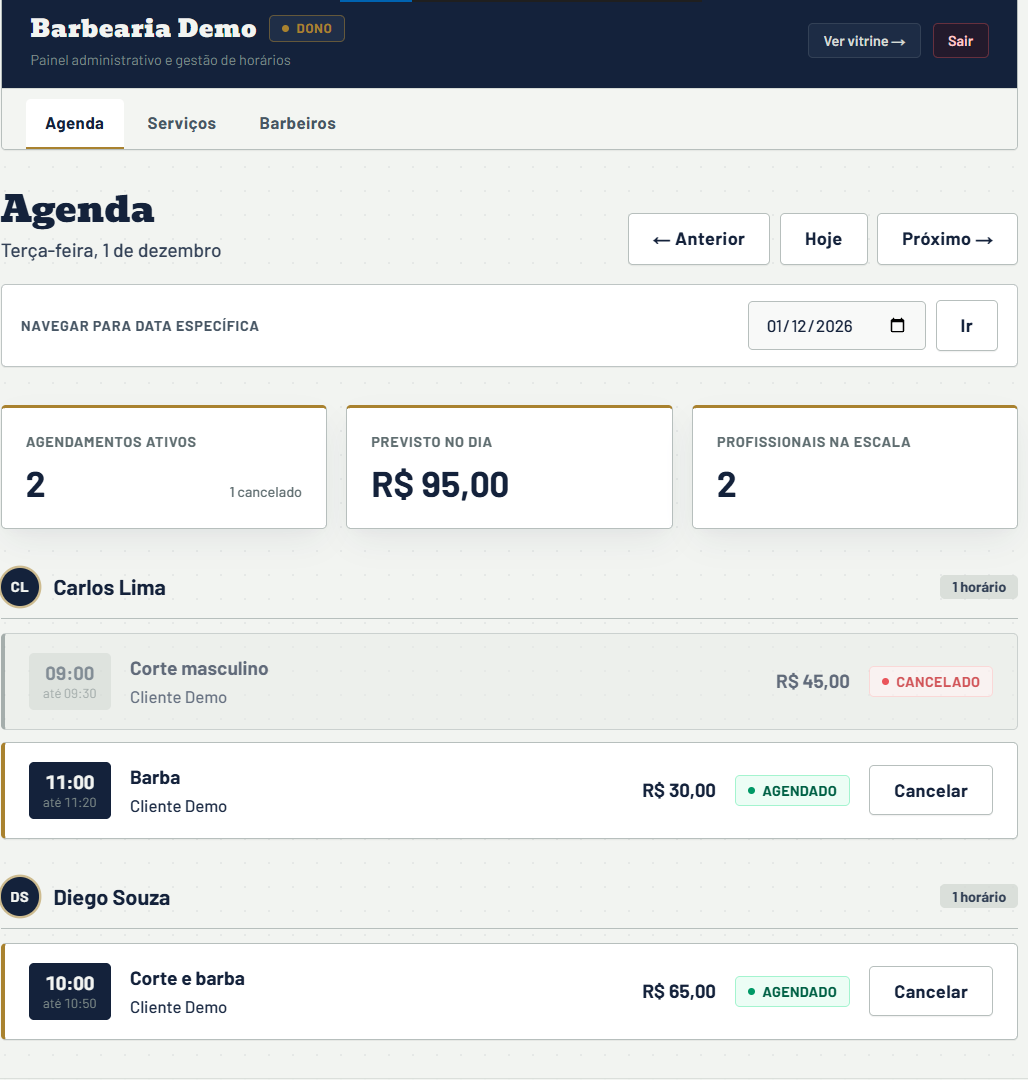 Barbearia Demo
DONO
Painel administrativo e gestão de horários
Ver vitrine →
Sair
Agenda
Serviços
Barbeiros
Agenda
Terça-feira, 1 de dezembro
← Anterior
Hoje
Próximo →
NAVEGAR PARA DATA ESPECÍFICA
01/12/2026
Ir
AGENDAMENTOS ATIVOS
2
1 cancelado
PREVISTO NO DIA
R$ 95,00
PROFISSIONAIS NA ESCALA
2
CL
Carlos Lima
1 horário
09:00
até 09:30
Corte masculino
Cliente Demo
R$ 45,00
CANCELADO
11:00
até 11:20
Barba
Cliente Demo
R$ 30,00
AGENDADO
Cancelar
DS
Diego Souza
1 horário
10:00
até 10:50
Corte e barba
Cliente Demo
R$ 65,00
AGENDADO
Cancelar